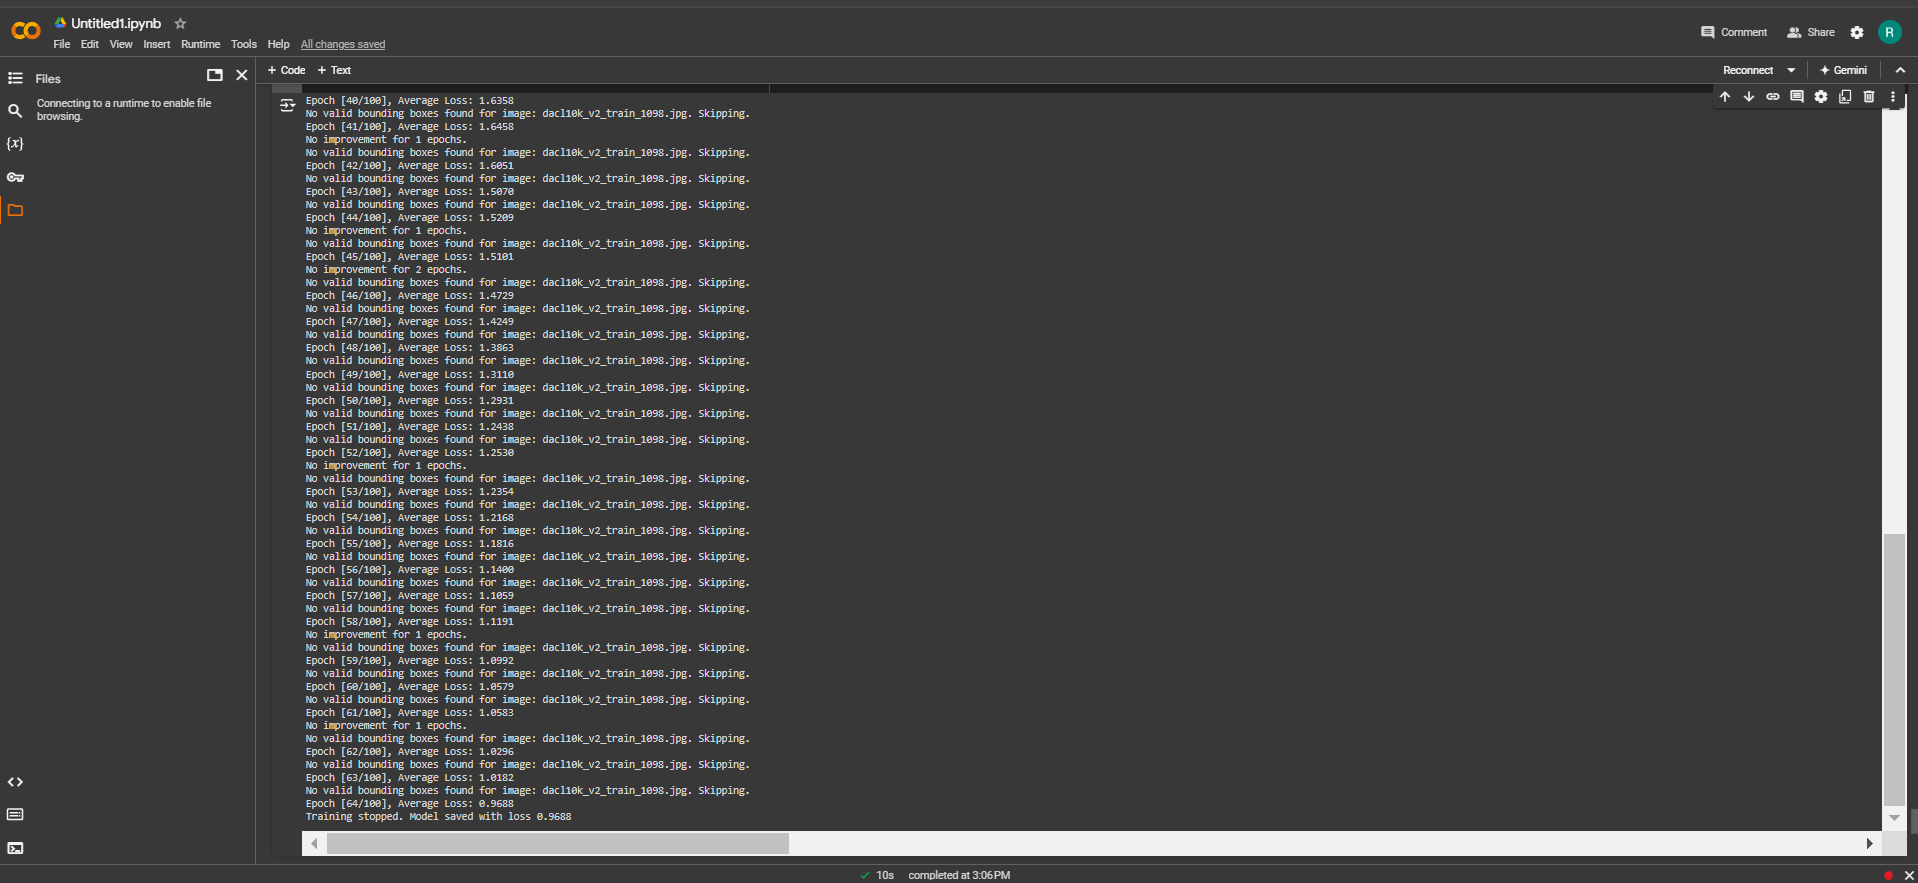 Untitled1.ipynb
File Edit View Insert Runtime Tools Help All changes saved
Comment Share R
Files
Connecting to a runtime to enable file
browsing.
{x}
+ Code + Text
Reconnect Gemini
Epoch [40/100], Average Loss: 1.6358
No valid bounding boxes found for image: dacl10k_v2_train_1098.jpg. Skipping.
Epoch [41/100], Average Loss: 1.6458
No improvement for 1 epochs.
No valid bounding boxes found for image: dacl10k_v2_train_1098.jpg. Skipping.
Epoch [42/100], Average Loss: 1.6051
No valid bounding boxes found for image: dacl10k_v2_train_1098.jpg. Skipping.
Epoch [43/100], Average Loss: 1.5070
No valid bounding boxes found for image: dacl10k_v2_train_1098.jpg. Skipping.
Epoch [44/100], Average Loss: 1.5209
No improvement for 1 epochs.
No valid bounding boxes found for image: dacl10k_v2_train_1098.jpg. Skipping.
Epoch [45/100], Average Loss: 1.5101
No improvement for 2 epochs.
No valid bounding boxes found for image: dacl10k_v2_train_1098.jpg. Skipping.
Epoch [46/100], Average Loss: 1.4729
No valid bounding boxes found for image: dacl10k_v2_train_1098.jpg. Skipping.
Epoch [47/100], Average Loss: 1.4249
No valid bounding boxes found for image: dacl10k_v2_train_1098.jpg. Skipping.
Epoch [48/100], Average Loss: 1.3863
No valid bounding boxes found for image: dacl10k_v2_train_1098.jpg. Skipping.
Epoch [49/100], Average Loss: 1.3110
No valid bounding boxes found for image: dacl10k_v2_train_1098.jpg. Skipping.
Epoch [50/100], Average Loss: 1.2931
No valid bounding boxes found for image: dacl10k_v2_train_1098.jpg. Skipping.
Epoch [51/100], Average Loss: 1.2438
No valid bounding boxes found for image: dacl10k_v2_train_1098.jpg. Skipping.
Epoch [52/100], Average Loss: 1.2530
No improvement for 1 epochs.
No valid bounding boxes found for image: dacl10k_v2_train_1098.jpg. Skipping.
Epoch [53/100], Average Loss: 1.2354
No valid bounding boxes found for image: dacl10k_v2_train_1098.jpg. Skipping.
Epoch [54/100], Average Loss: 1.2168
No valid bounding boxes found for image: dacl10k_v2_train_1098.jpg. Skipping.
Epoch [55/100], Average Loss: 1.1816
No valid bounding boxes found for image: dacl10k_v2_train_1098.jpg. Skipping.
Epoch [56/100], Average Loss: 1.1400
No valid bounding boxes found for image: dacl10k_v2_train_1098.jpg. Skipping.
Epoch [57/100], Average Loss: 1.1059
No valid bounding boxes found for image: dacl10k_v2_train_1098.jpg. Skipping.
Epoch [58/100], Average Loss: 1.1191
No improvement for 1 epochs.
No valid bounding boxes found for image: dacl10k_v2_train_1098.jpg. Skipping.
Epoch [59/100], Average Loss: 1.0992
No valid bounding boxes found for image: dacl10k_v2_train_1098.jpg. Skipping.
Epoch [60/100], Average Loss: 1.0579
No valid bounding boxes found for image: dacl10k_v2_train_1098.jpg. Skipping.
Epoch [61/100], Average Loss: 1.0583
No improvement for 1 epochs.
No valid bounding boxes found for image: dacl10k_v2_train_1098.jpg. Skipping.
Epoch [62/100], Average Loss: 1.0296
No valid bounding boxes found for image: dacl10k_v2_train_1098.jpg. Skipping.
Epoch [63/100], Average Loss: 1.0182
No valid bounding boxes found for image: dacl10k_v2_train_1098.jpg. Skipping.
Epoch [64/100], Average Loss: 0.9688
Training stopped. Model saved with loss 0.9688
10s completed at 3:06 PM